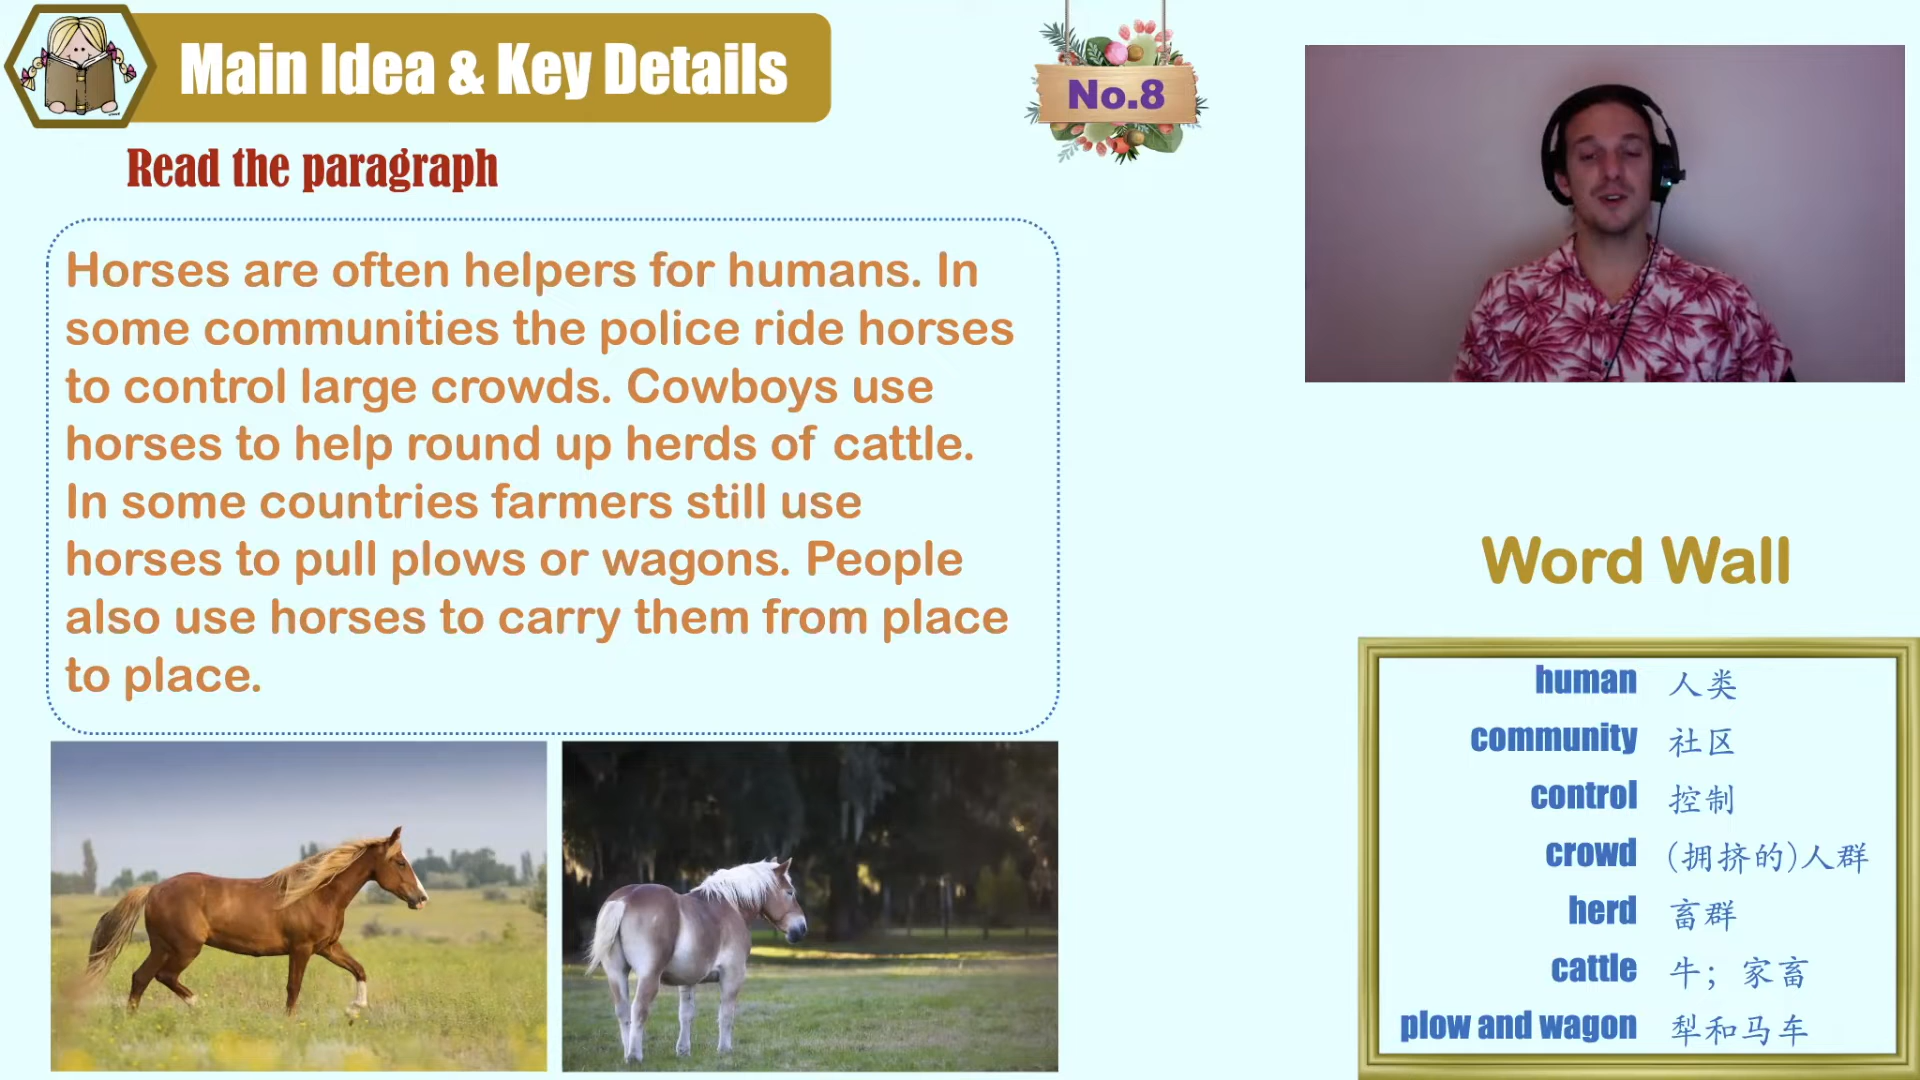 Main Idea & Key Details
No.8
Read the paragraph
Horses are often helpers for humans. In
some communities the police ride horses
to control large crowds. Cowboys use
horses to help round up herds of cattle.
In some countries farmers still use
horses to pull plows or wagons. People
also use horses to carry them from place
to place.
Word Wall
human 人类
community 社区
control 控制
crowd (拥挤的)人群
herd 畜群
cattle 牛；家畜
plow and wagon 犁和马车